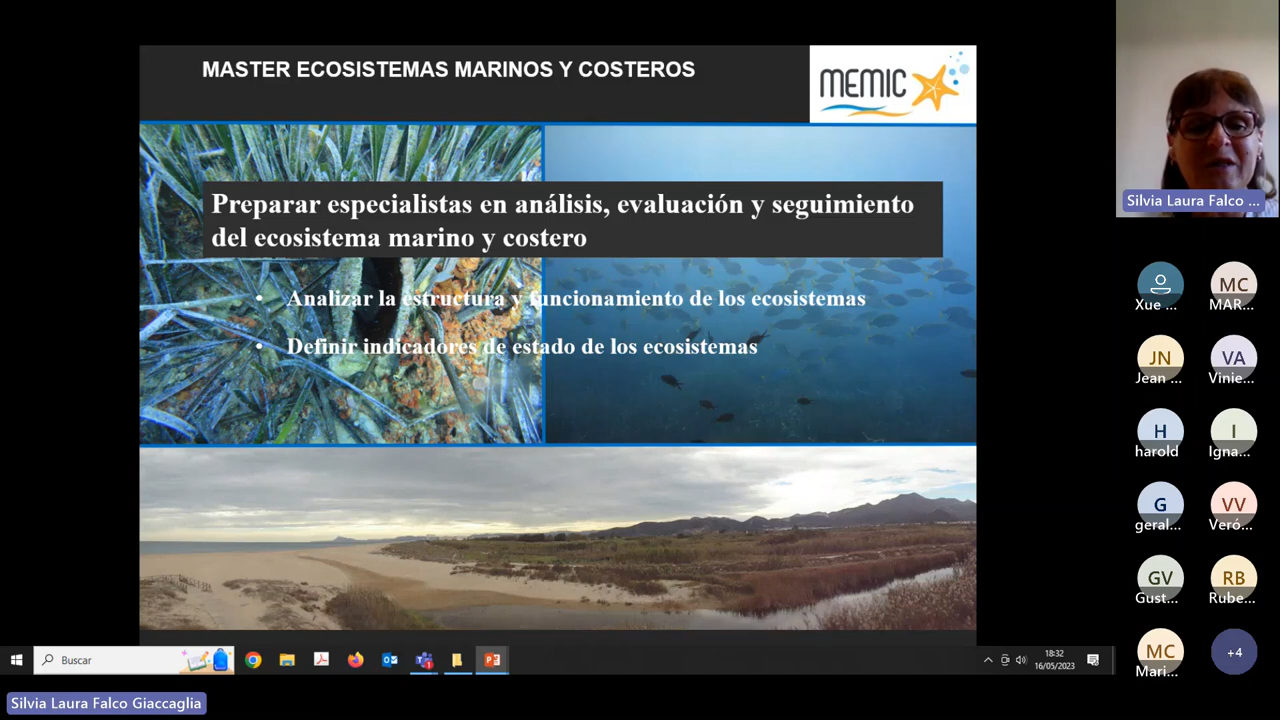 MASTER ECOSISTEMAS MARINOS Y COSTEROS
MEMIC
Preparar especialistas en análisis, evaluación y seguimiento
del ecosistema marino y costero
• Analizar la estructura y funcionamiento de los ecosistemas
• Definir indicadores de estado de los ecosistemas
Silvia Laura Falco ...
Xue ...
MC
MAR...
JN
Jean ...
VA
Vinie...
H
harold
I
Igna...
G
geral...
VV
Veró...
GV
Gust...
RB
Rube...
MC
Mari...
+4
Buscar
18:32
16/05/2023
Silvia Laura Falco Giaccaglia